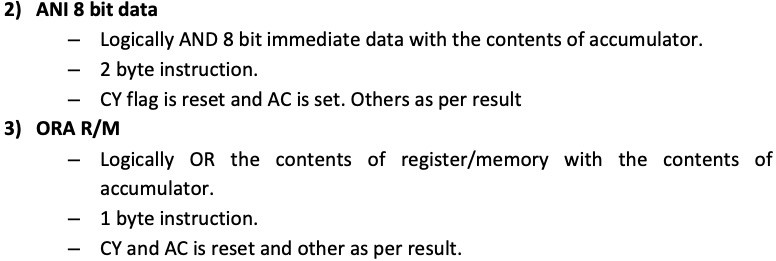 2) ANI 8 bit data
– Logically AND 8 bit immediate data with the contents of accumulator.
– 2 byte instruction.
– CY flag is reset and AC is set. Others as per result
3) ORA R/M
– Logically OR the contents of register/memory with the contents of
accumulator.
– 1 byte instruction.
– CY and AC is reset and other as per result.